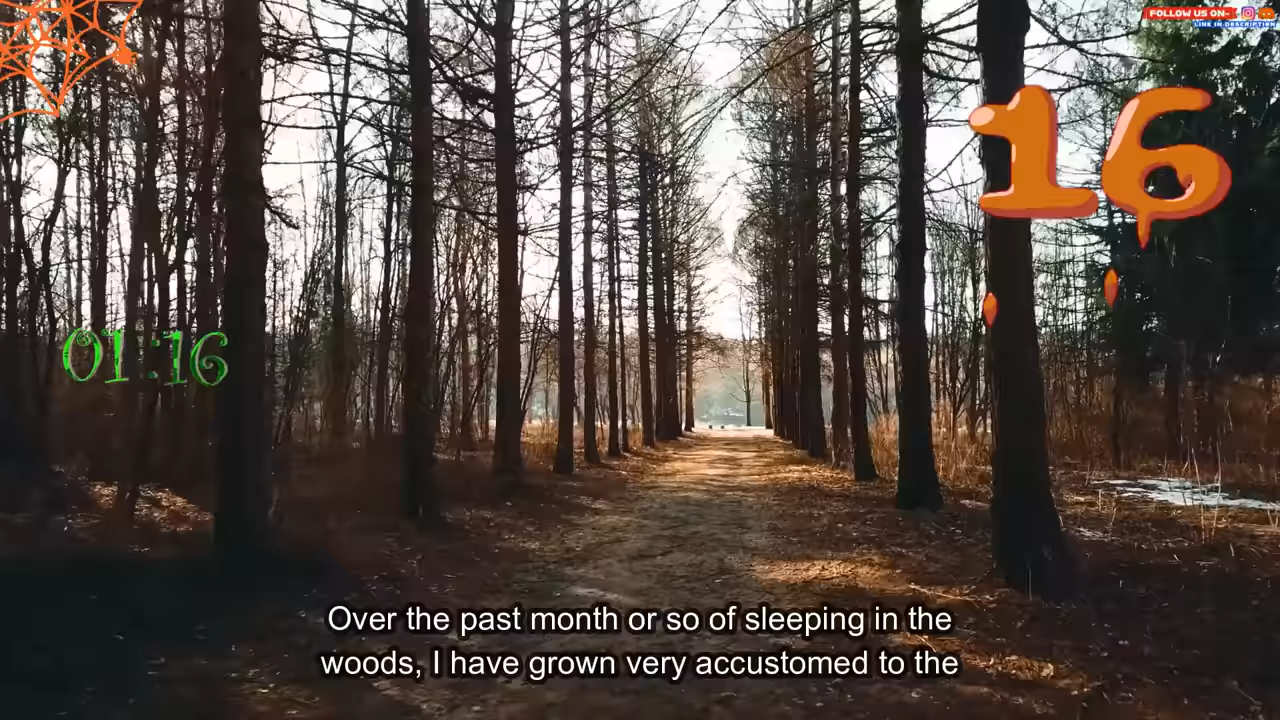 FOLLOW US ON-
LINK IN DESCRIPTION
16
01:16
Over the past month or so of sleeping in the
woods, I have grown very accustomed to the